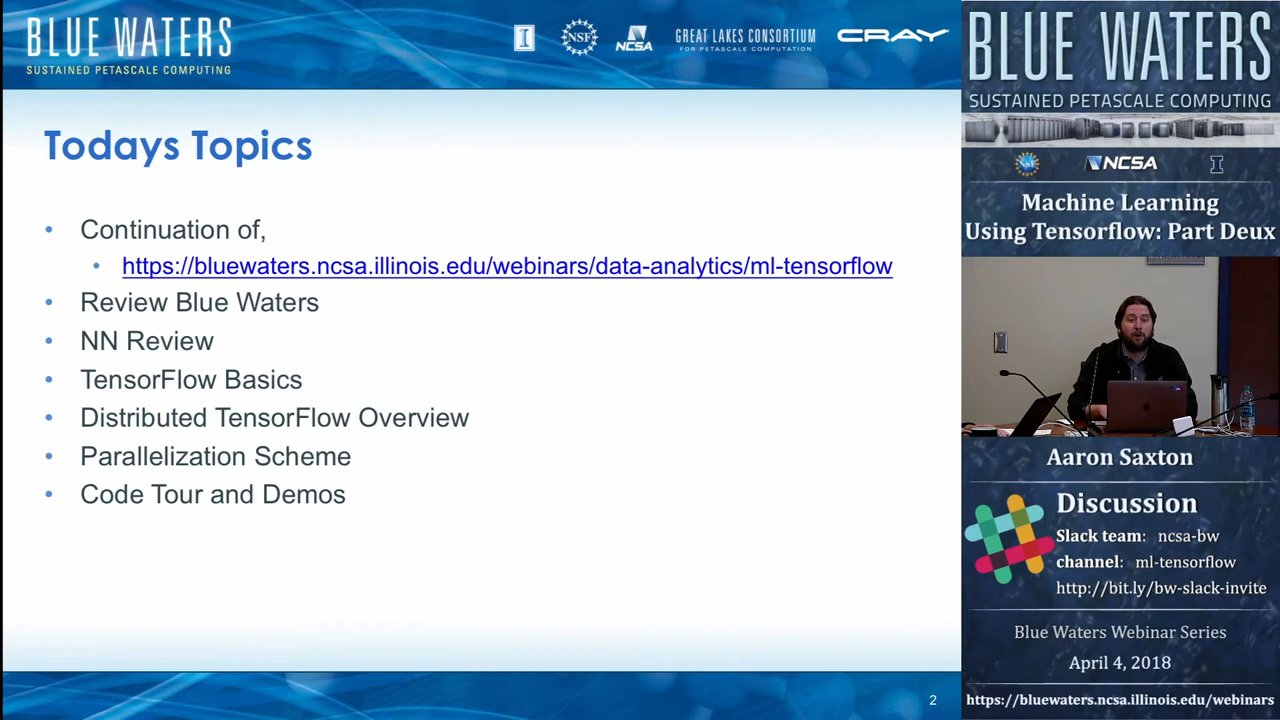 BLUE WATERS
SUSTAINED PETASCALE COMPUTING
I
NSF
NCSA
GREAT LAKES CONSORTIUM
FOR PETASCALE COMPUTATION
CRAY
Todays Topics
• Continuation of,
• https://bluewaters.ncsa.illinois.edu/webinars/data-analytics/ml-tensorflow
• Review Blue Waters
• NN Review
• TensorFlow Basics
• Distributed TensorFlow Overview
• Parallelization Scheme
• Code Tour and Demos
2
BLUE WATERS
SUSTAINED PETASCALE COMPUTING
NSF
NCSA
I
Machine Learning
Using Tensorflow: Part Deux
Aaron Saxton
Discussion
Slack team: ncsa-bw
channel: ml-tensorflow
http://bit.ly/bw-slack-invite
Blue Waters Webinar Series
April 4, 2018
https://bluewaters.ncsa.illinois.edu/webinars